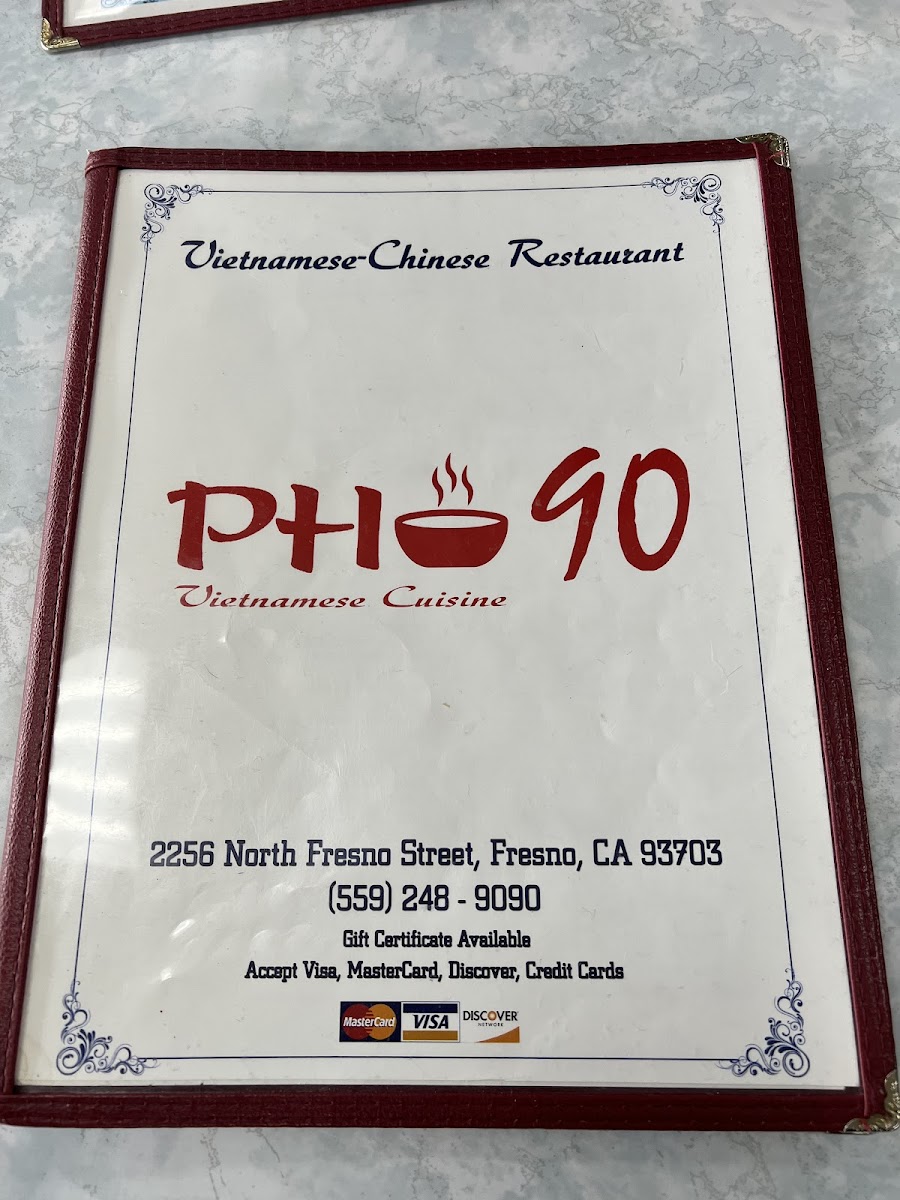 Vietnamese-Chinese Restaurant
PHO 90
Vietnamese Cuisine
2256 North Fresno Street, Fresno, CA 93703
(559) 248 - 9090
Gift Certificate Available
Accept Visa, MasterCard, Discover, Credit Cards
MasterCard VISA DISCOVER
NETWORK